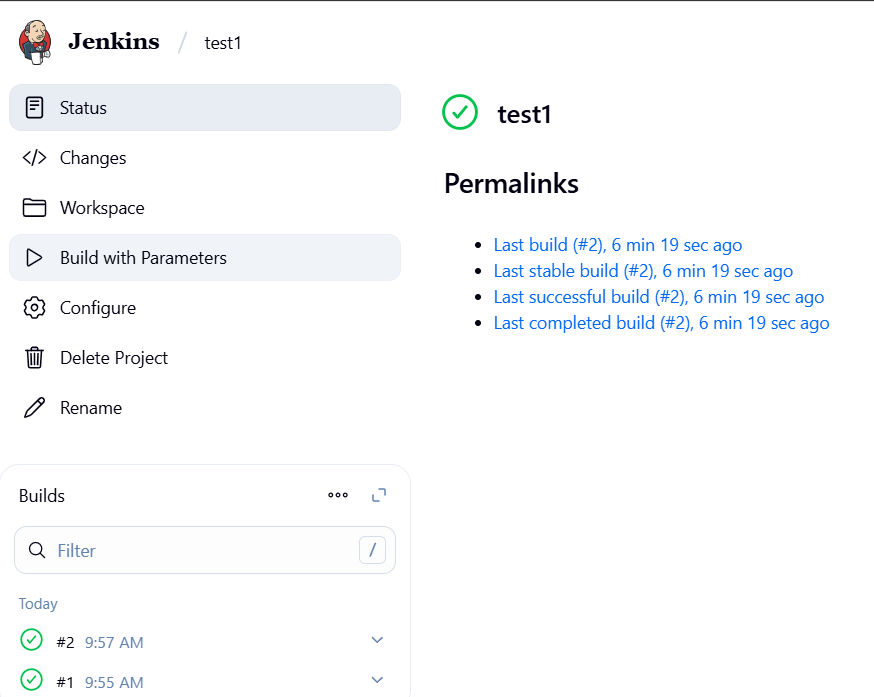 Jenkins / test1
Status
Changes
Workspace
Build with Parameters
Configure
Delete Project
Rename
Builds
Filter /
Today
#2 9:57 AM
#1 9:55 AM
test1
Permalinks
Last build (#2), 6 min 19 sec ago
Last stable build (#2), 6 min 19 sec ago
Last successful build (#2), 6 min 19 sec ago
Last completed build (#2), 6 min 19 sec ago